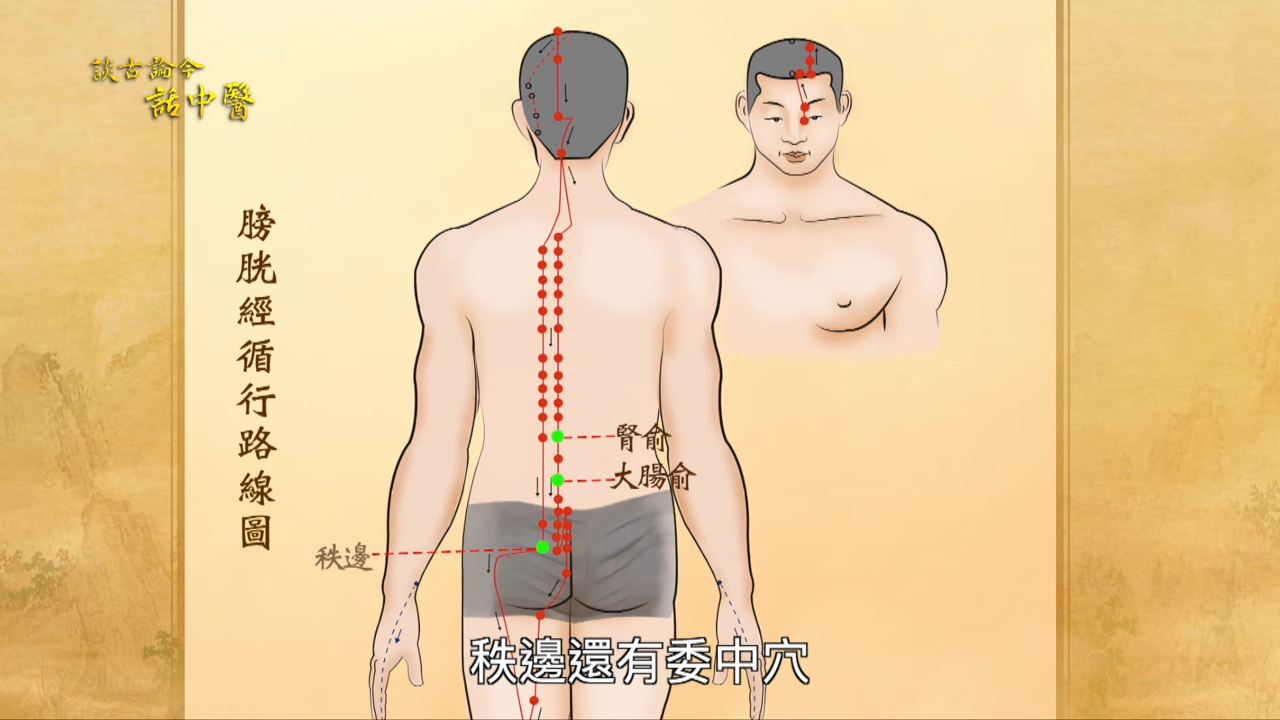 談古論今
話中醫
膀胱經循行路線圖
腎俞
大腸俞
秩邊
秩邊還有委中穴